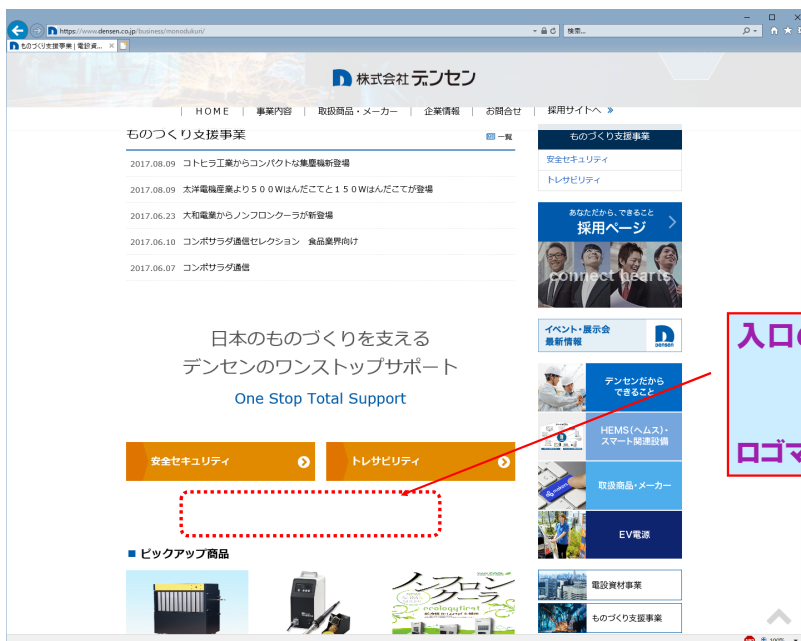 https://www.densen.co.jp/business/monodukuri/
検索...
ものづくり支援事業 | 電設資...
株式会社 デンセン
HOME | 事業内容 | 取扱商品・メーカー | 企業情報 | お問合せ | 採用サイトへ
ものづくり支援事業
一覧
2017.08.09 コトヒラ工業からコンパクトな集塵機新登場
2017.08.09 太洋電機産業より５００Wはんだごてと１５０Wはんだごてが登場
2017.06.23 大和電業からノンフロンクーラが新登場
2017.06.10 コンポサラダ通信セレクション 食品業界向け
2017.06.07 コンポサラダ通信
日本のものづくりを支える
デンセンのワンストップサポート
One Stop Total Support
安全セキュリティ
トレサビリティ
ピックアップ商品
ノンフロン
クーラ
ecologyfirst
ものづくり支援事業
安全セキュリティ
トレサビリティ
あなただから、できること
採用ページ
connect hearts
イベント・展示会
最新情報
densen
デンセンだから
できること
HEMS(ヘムス)・
スマート関連設備
取扱商品・メーカー
EV電源
電設資材事業
ものづくり支援事業
入口の
ロゴマ
100%